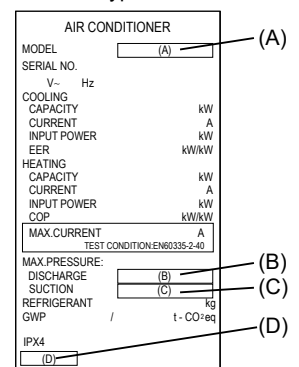 AIR CONDITIONER
MODEL (A) (A)
SERIAL NO.
V~ Hz
COOLING
CAPACITY kW
CURRENT A
INPUT POWER kW
EER kW/kW
HEATING
CAPACITY kW
CURRENT A
INPUT POWER kW
COP kW/kW
MAX.CURRENT A
TEST CONDITION:EN60335-2-40
MAX.PRESSURE:
DISCHARGE (B) (B)
SUCTION (C) (C)
REFRIGERANT kg
GWP / t - CO2eq
(D)
IPX4
(D)